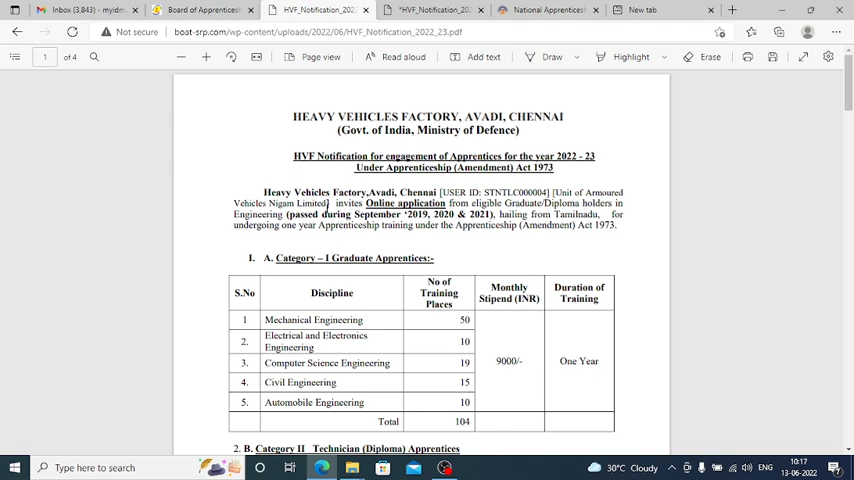 Inbox (3,843) - myidm
Board of Apprentices
HVF_Notification_202
*HVF_Notification_202
National Apprentices
New tab
Not secure
boat-srp.com/wp-content/uploads/2022/06/HVF_Notification_2022_23.pdf
1 of 4
Page view
Read aloud
Add text
Draw
Highlight
Erase
HEAVY VEHICLES FACTORY, AVADI, CHENNAI
(Govt. of India, Ministry of Defence)
HVF Notification for engagement of Apprentices for the year 2022 - 23
Under Apprenticeship (Amendment) Act 1973
Heavy Vehicles Factory,Avadi, Chennai [USER ID: STNTLC000004] [Unit of Armoured
Vehicles Nigam Limited] invites Online application from eligible Graduate/Diploma holders in
Engineering (passed during September '2019, 2020 & 2021), hailing from Tamilnadu, for
undergoing one year Apprenticeship training under the Apprenticeship (Amendment) Act 1973.
I. A. Category – I Graduate Apprentices:-
S.No Discipline No of Training Places Monthly Stipend (INR) Duration of Training
1 Mechanical Engineering 50
2. Electrical and Electronics Engineering 10
3. Computer Science Engineering 19 9000/- One Year
4. Civil Engineering 15
5. Automobile Engineering 10
Total 104
2. B. Category II Technician (Diploma) Apprentices
Type here to search
30°C Cloudy
ENG
10:17
13-06-2022
7